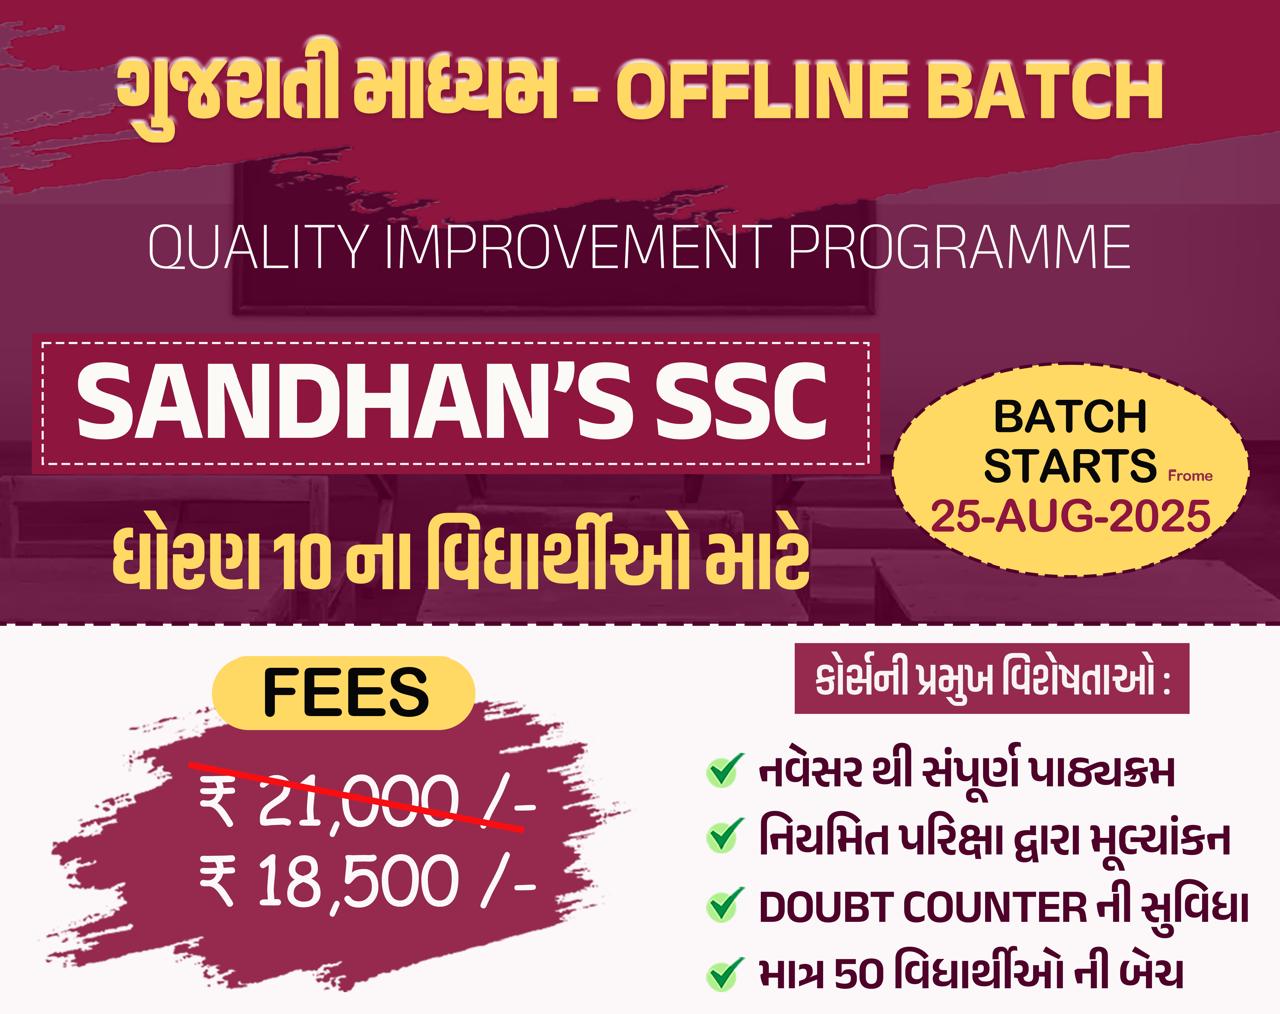 ગુજરાતી માધ્યમ - OFFLINE BATCH
QUALITY IMPROVEMENT PROGRAMME
SANDHAN'S SSC
ધોરણ 10 ના વિધાર્થીઓ માટે
BATCH
STARTS Frome
25-AUG-2025
FEES
₹ 21,000 /-
₹ 18,500 /-
કોર્સની પ્રમુખ વિશેષતાઓ :
નવેસર થી સંપૂર્ણ પાઠ્યક્રમ
નિયમિત પરિક્ષા દ્વારા મૂલ્યાંકન
DOUBT COUNTER ની સુવિધા
માત્ર 50 વિધાર્થીઓ ની બેચ